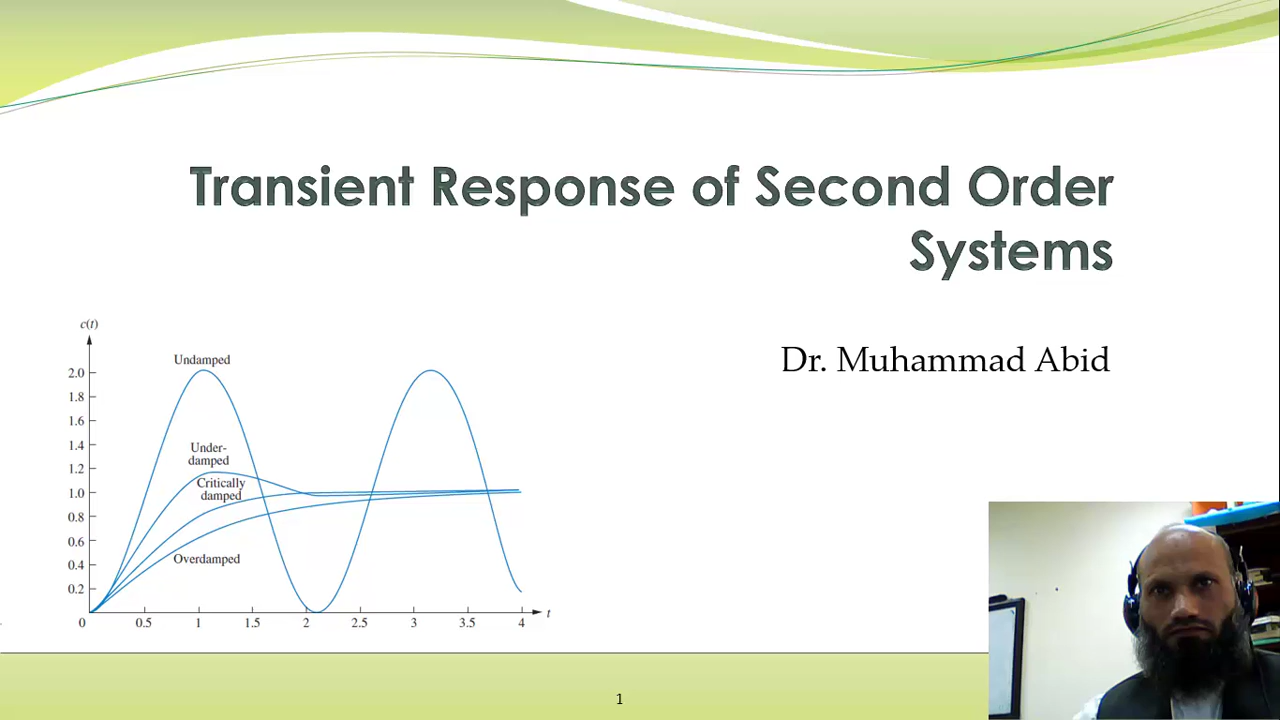 Transient Response of Second Order
Systems
Dr. Muhammad Abid
c(t)
Undamped
2.0
1.8
1.6
1.4
Under-
damped
1.2
Critically
damped
1.0
0.8
0.6
Overdamped
0.4
0.2
0 0.5 1 1.5 2 2.5 3 3.5 4 t
1